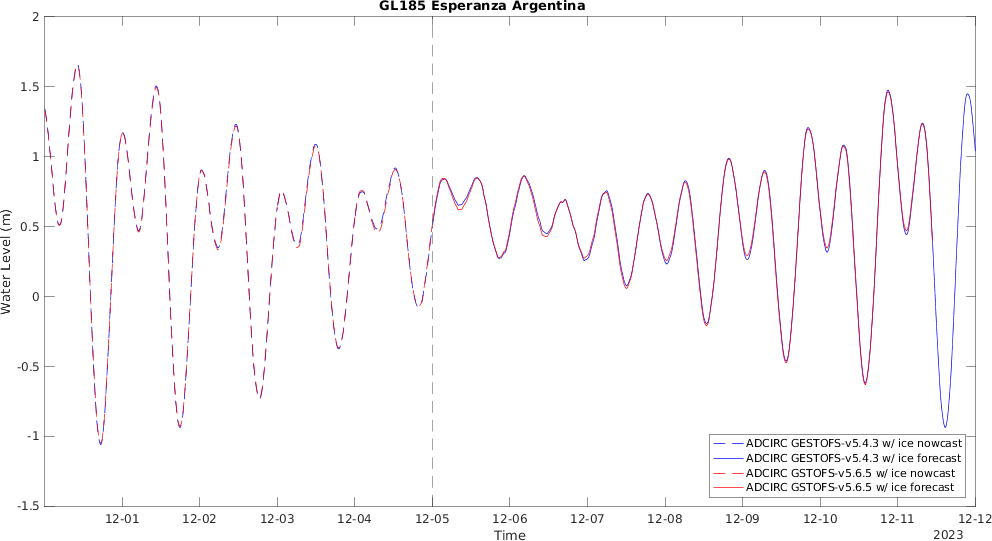 GL185 Esperanza Argentina
2
1.5
1
0.5
0
-0.5
-1
-1.5
Water Level (m)
ADCIRC GESTOFS-v5.4.3 w/ ice nowcast
ADCIRC GESTOFS-v5.4.3 w/ ice forecast
ADCIRC GSTOFS-v5.6.5 w/ ice nowcast
ADCIRC GSTOFS-v5.6.5 w/ ice forecast
12-01 12-02 12-03 12-04 12-05 12-06 12-07 12-08 12-09 12-10 12-11 12-12
Time
2023